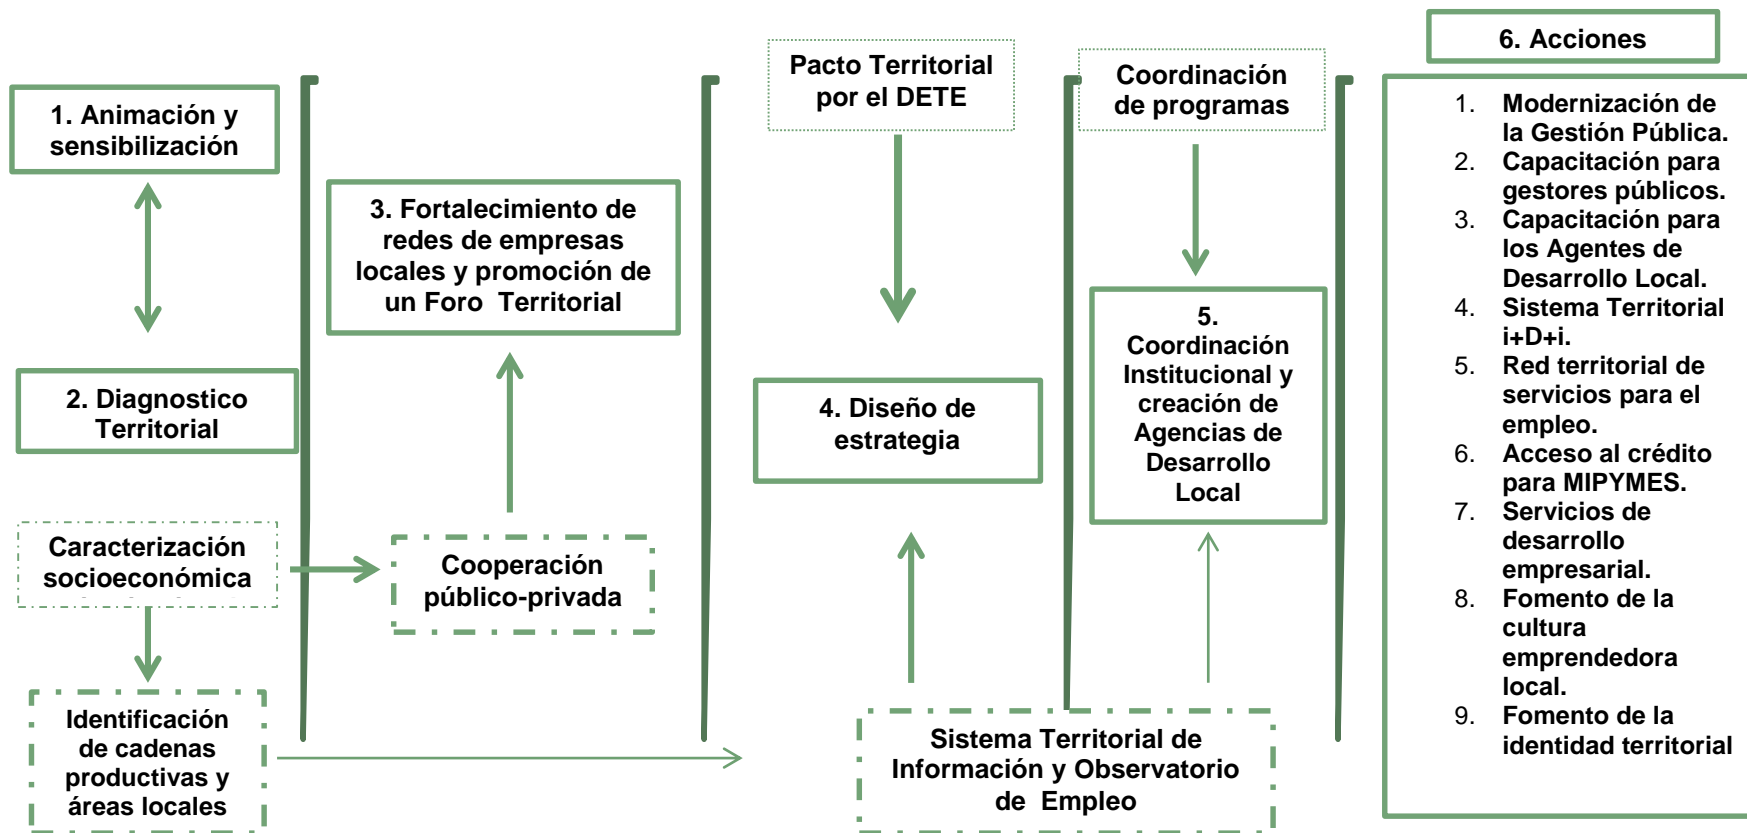 1. Animación y
sensibilización
2. Diagnostico
Territorial
Caracterización
socioeconómica
Identificación
de cadenas
productivas y
áreas locales
3. Fortalecimiento de
redes de empresas
locales y promoción de
un Foro Territorial
Cooperación
público-privada
Pacto Territorial
por el DETE
4. Diseño de
estrategia
Sistema Territorial de
Información y Observatorio
de Empleo
Coordinación
de programas
5.
Coordinación
Institucional y
creación de
Agencias de
Desarrollo
Local
6. Acciones
1. Modernización de
la Gestión Pública.
2. Capacitación para
gestores públicos.
3. Capacitación para
los Agentes de
Desarrollo Local.
4. Sistema Territorial
i+D+i.
5. Red territorial de
servicios para el
empleo.
6. Acceso al crédito
para MIPYMES.
7. Servicios de
desarrollo
empresarial.
8. Fomento de la
cultura
emprendedora
local.
9. Fomento de la
identidad territorial